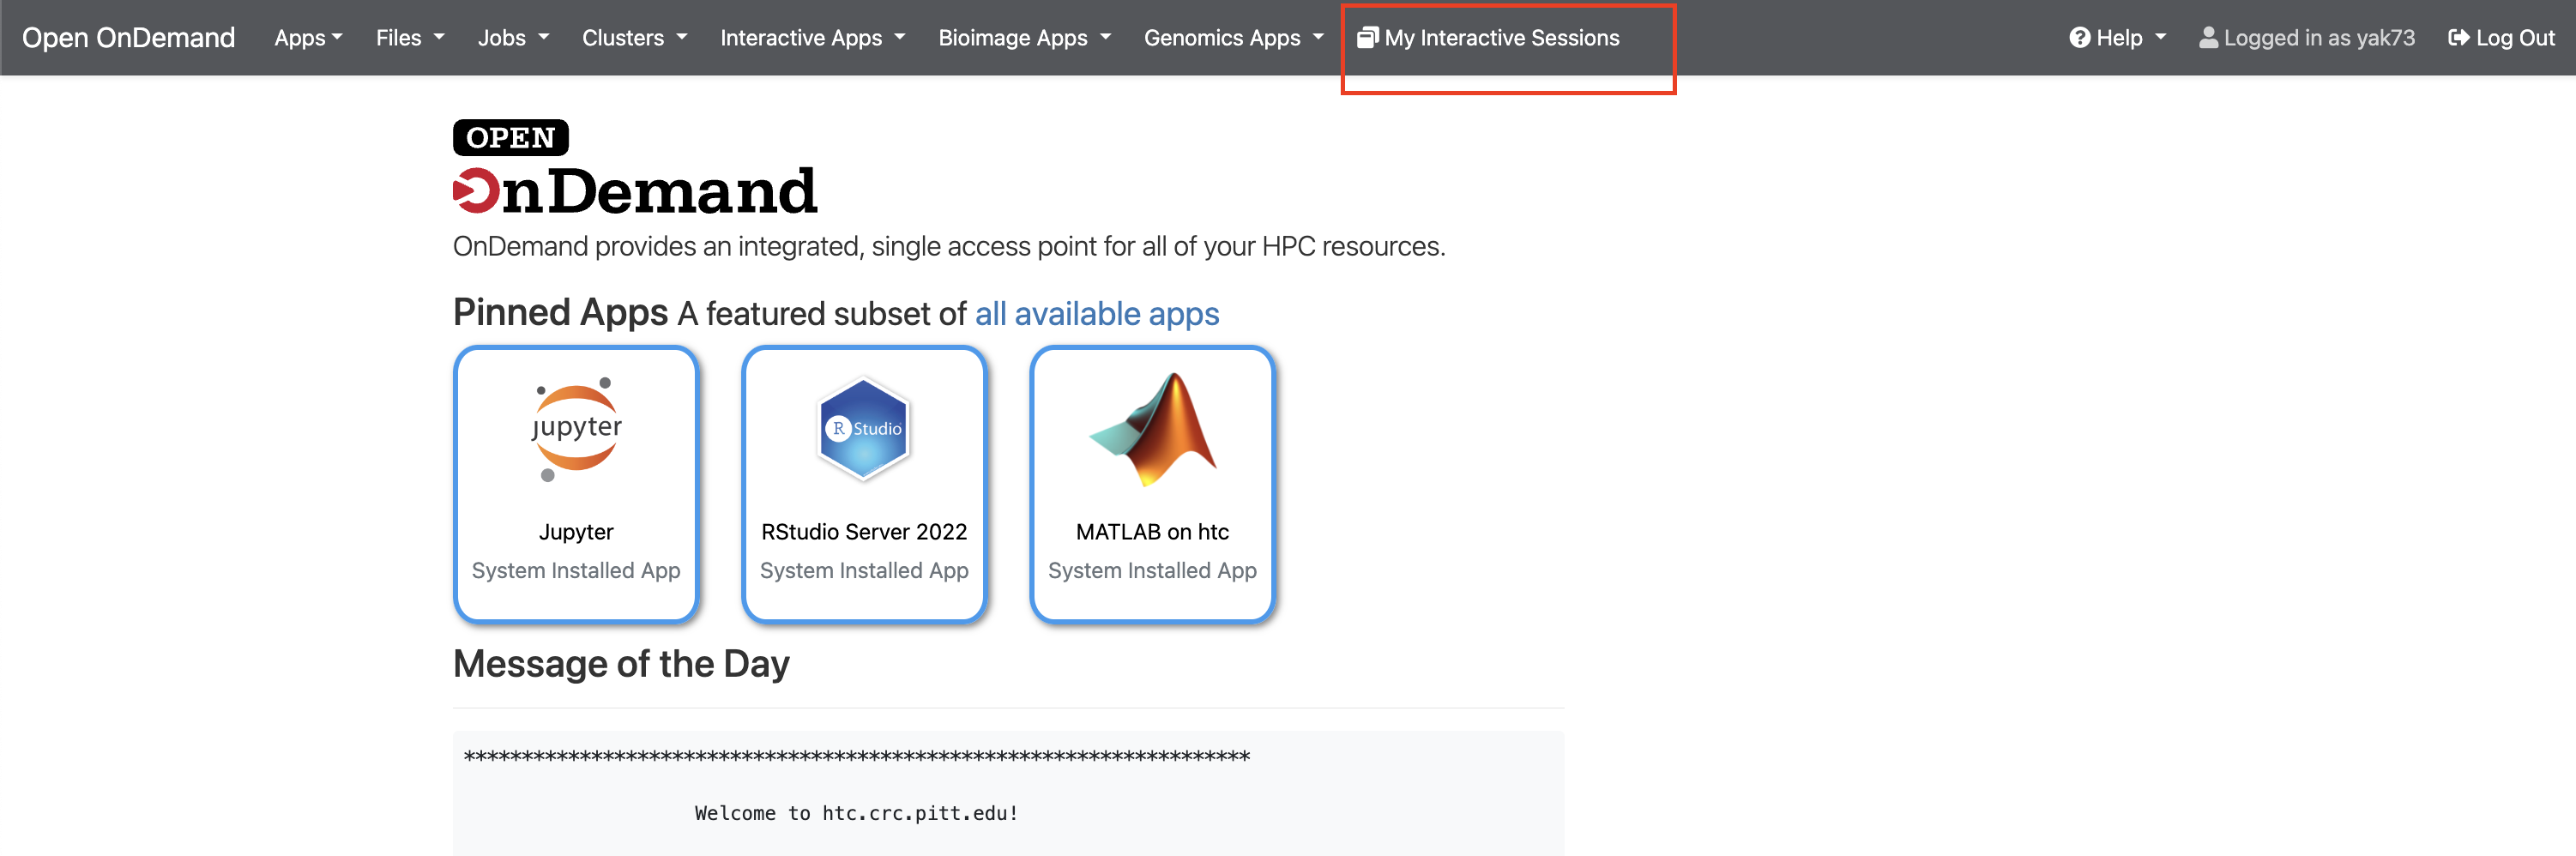 Open OnDemand Apps Files Jobs Clusters Interactive Apps Bioimage Apps Genomics Apps My Interactive Sessions Help Logged in as yak73 Log Out
OPEN
OnDemand
OnDemand provides an integrated, single access point for all of your HPC resources.
Pinned Apps A featured subset of all available apps
jupyter
R Studio
Jupyter
System Installed App
RStudio Server 2022
System Installed App
MATLAB on htc
System Installed App
Message of the Day
********************************************************************
Welcome to htc.crc.pitt.edu!